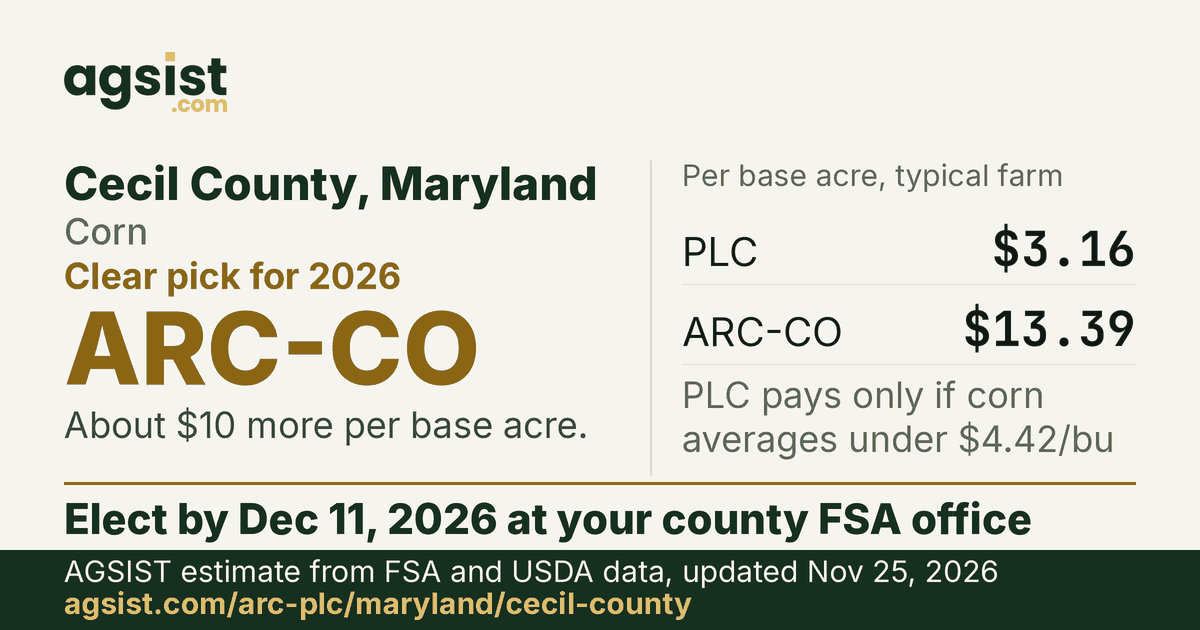 agsist
.com
Cecil County, Maryland
Corn
Clear pick for 2026
ARC-CO
About $10 more per base acre.
Per base acre, typical farm
PLC $3.16
ARC-CO $13.39
PLC pays only if corn
averages under $4.42/bu
Elect by Dec 11, 2026 at your county FSA office
AGSIST estimate from FSA and USDA data, updated Nov 25, 2026
agsist.com/arc-plc/maryland/cecil-county